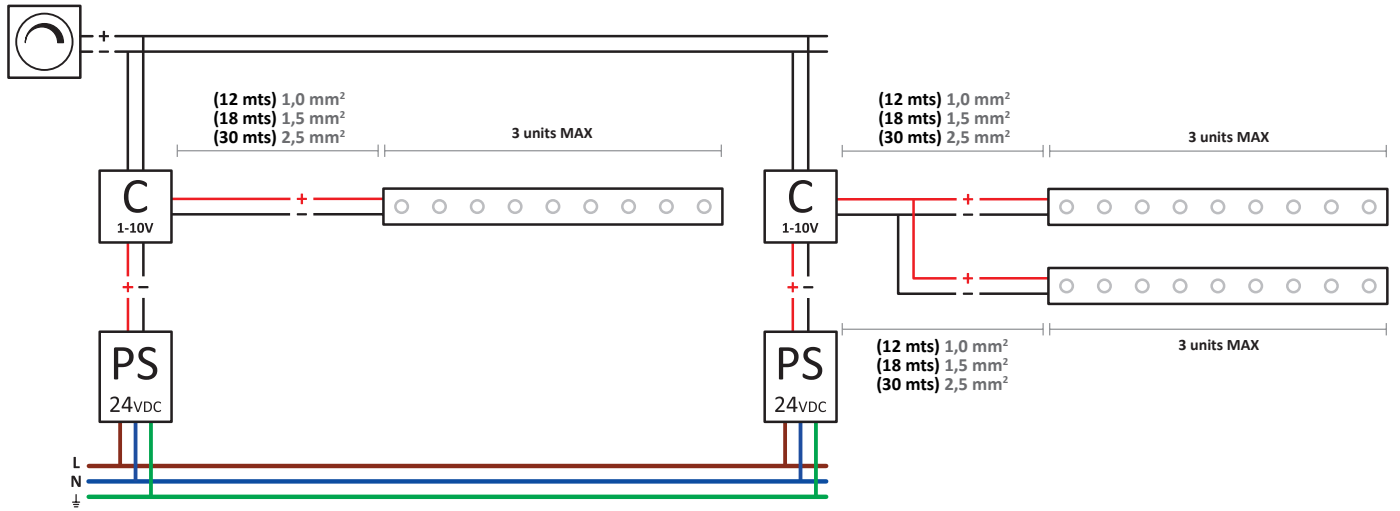 +
−
(12 mts) 1,0 mm²
(18 mts) 1,5 mm²
(30 mts) 2,5 mm²
3 units MAX
(12 mts) 1,0 mm²
(18 mts) 1,5 mm²
(30 mts) 2,5 mm²
3 units MAX
C
1-10V
+
−
C
1-10V
+
−
+
−
+ −
+ −
PS
24VDC
PS
24VDC
(12 mts) 1,0 mm²
(18 mts) 1,5 mm²
(30 mts) 2,5 mm²
3 units MAX
L
N